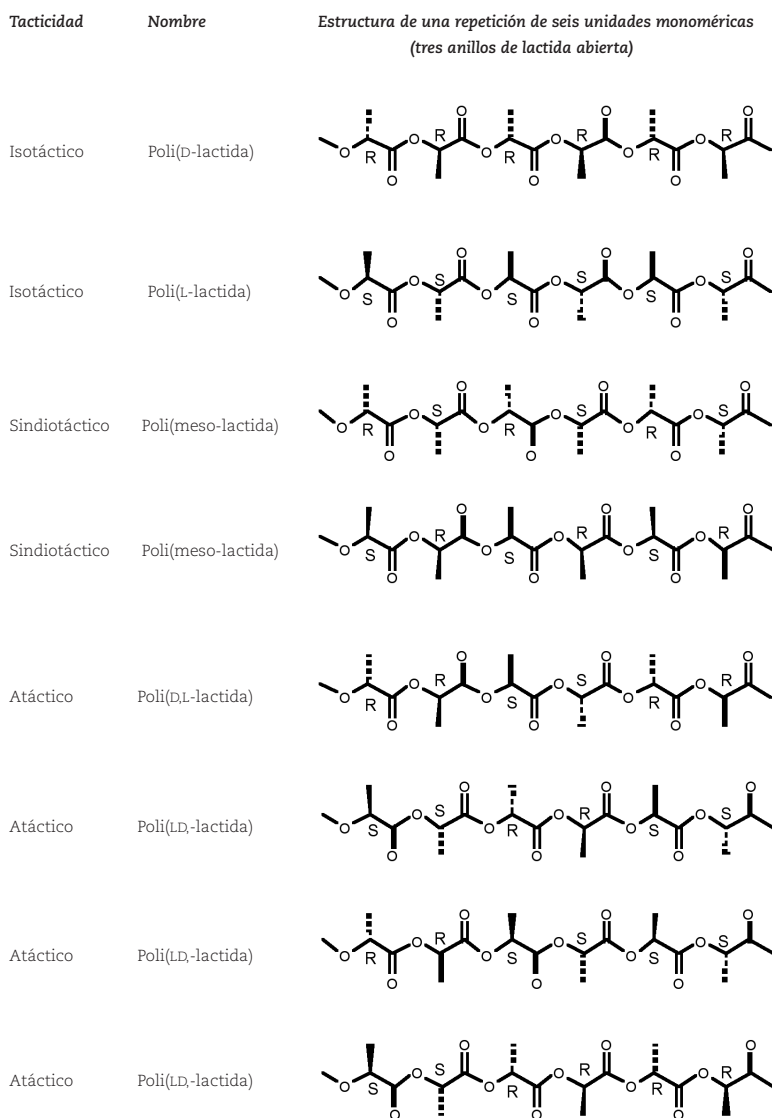 Tacticidad Nombre Estructura de una repetición de seis unidades monoméricas
(tres anillos de lactida abierta)
O O O
R R R
Isotáctico Poli(D-lactida) O R O O R O O R O
O O O
O O O
S S S
Isotáctico Poli(L-lactida) O S O O S O O S O
O O O
O O O
S S S
Sindiotáctico Poli(meso-lactida) O R O O R O O R O
O O O
O O O
R R R
Sindiotáctico Poli(meso-lactida) O S O O S O O S O
O O O
O O O
R S R
Atáctico Poli(D,L-lactida) O R O O S O O R O
O O O
O O O
S R S
Atáctico Poli(LD,-lactida) O S O O R O O S O
O O O
O O O
R S S
Atáctico Poli(LD,-lactida) O R O O S O O S O
O O O
O O O
S R R
Atáctico Poli(LD,-lactida) O S O O R O O R O
O O O